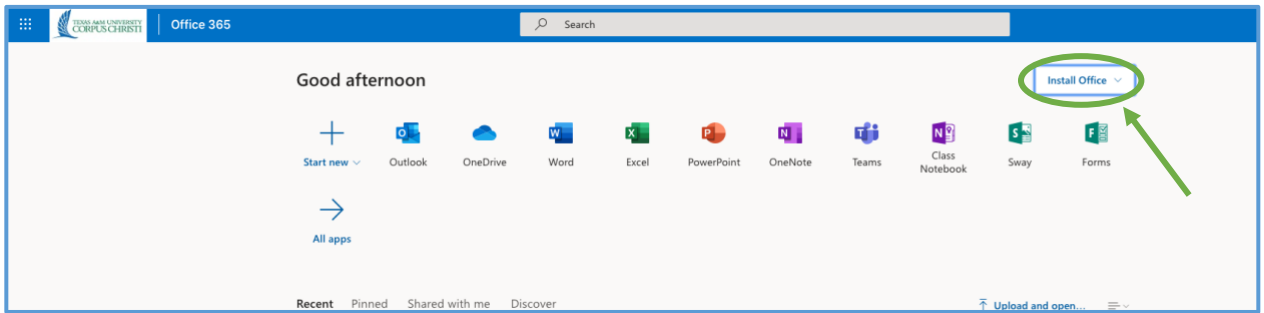 TEXAS A&M UNIVERSITY
CORPUS CHRISTI
Office 365
Search
Good afternoon
Install Office
Start new
Outlook
OneDrive
Word
Excel
PowerPoint
OneNote
Teams
Class
Notebook
Sway
Forms
All apps
Recent Pinned Shared with me Discover
Upload and open...